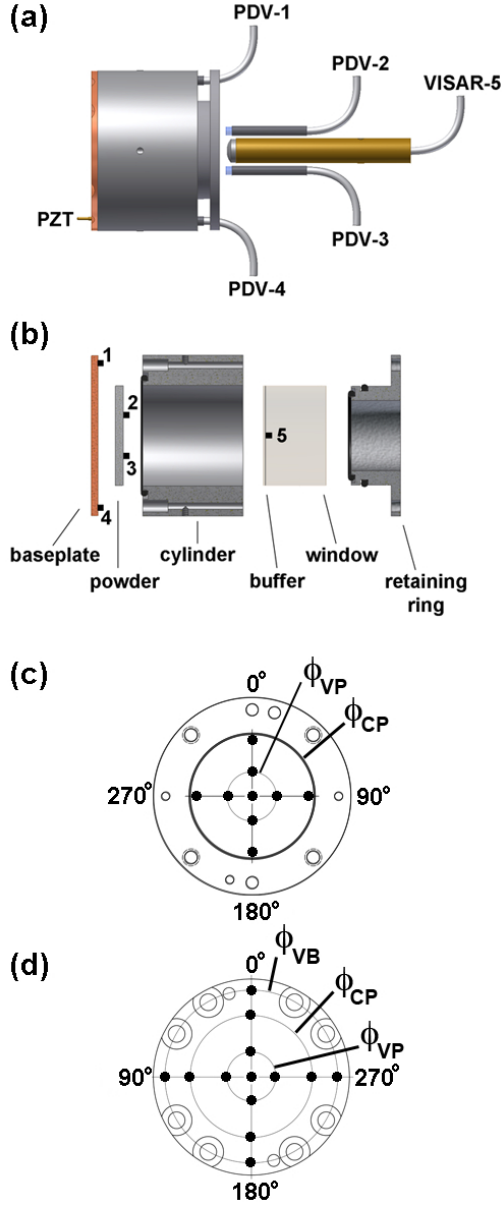 (a)
PDV-1
PDV-2
VISAR-5
PZT
PDV-3
PDV-4
(b)
1
2
3
4
5
baseplate
powder
cylinder
buffer
window
retaining
ring
(c)
ϕVP
0°
ϕCP
270°
90°
180°
(d)
ϕVB
0°
ϕCP
ϕVP
90°
270°
180°